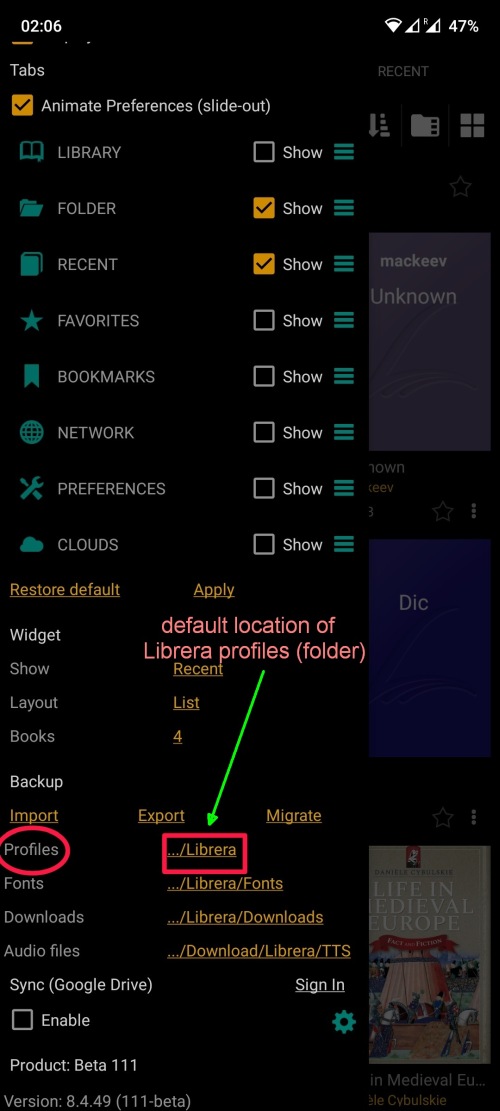 02:06
R
47%
Tabs
RECENT
Animate Preferences (slide-out)
LIBRARY Show
FOLDER Show
RECENT Show
mackeev
Unknown
FAVORITES Show
BOOKMARKS Show
NETWORK Show
nown
keev
PREFERENCES Show
3
CLOUDS Show
Restore default Apply
Dic
default location of
Librera profiles (folder)
Widget
Show Recent
Layout List
Books 4
Backup
Import Export Migrate
Profiles .../Librera
Fonts .../Librera/Fonts
Downloads .../Librera/Downloads
Audio files .../Download/Librera/TTS
DANIÈLE CYBULSKIE
LIFE IN
MEDIEVAL
EUROPE
FACT AND FICTION
Sync (Google Drive) Sign In
Enable
Product: Beta 111
in Medieval Eu...
èle Cybulskie
Version: 8.4.49 (111-beta)